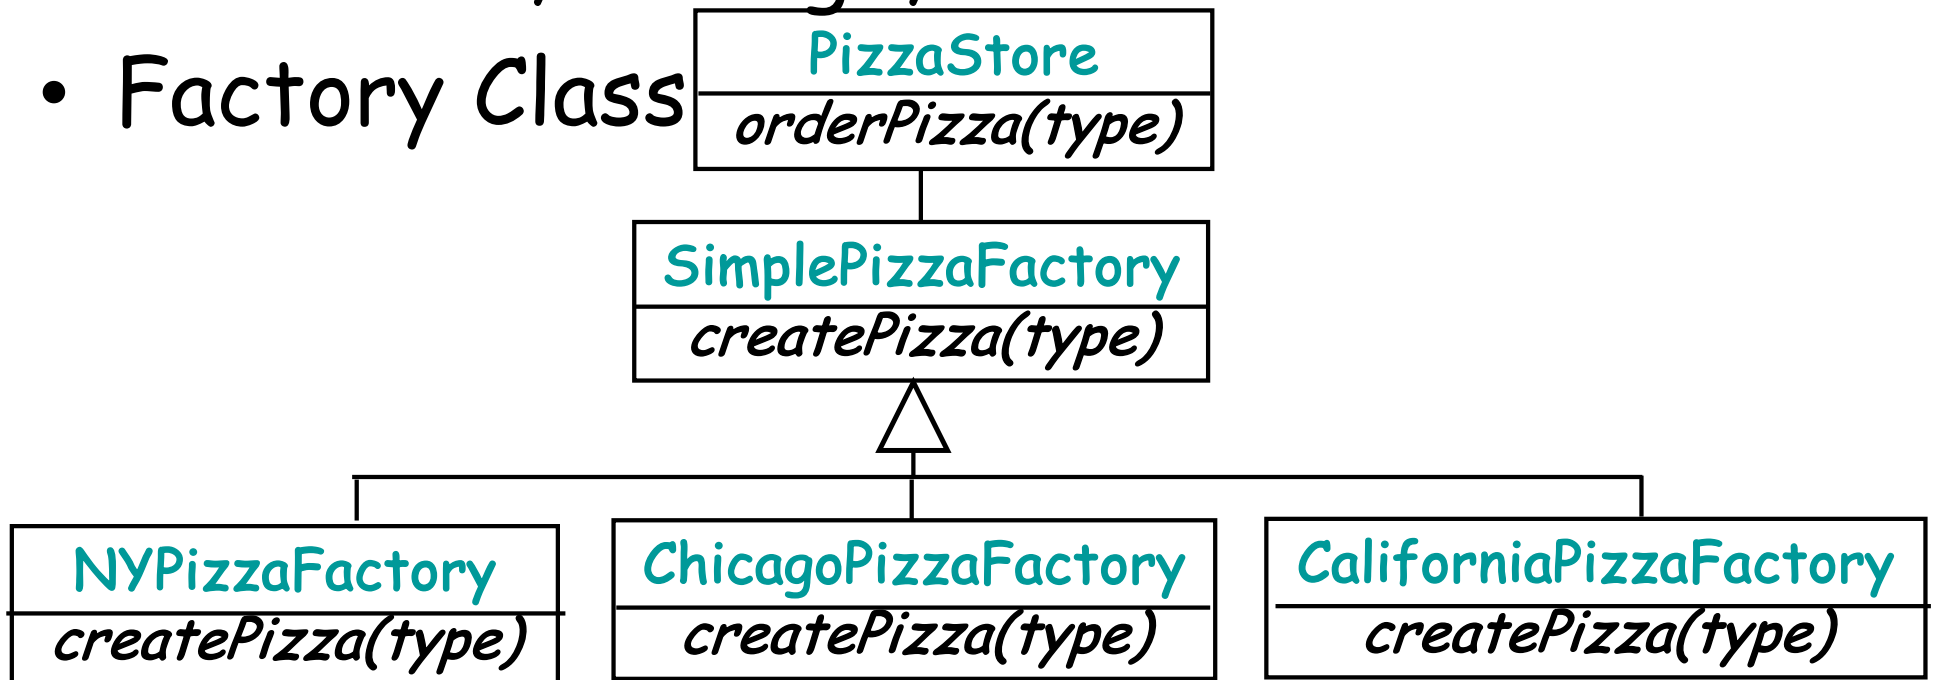 • Factory Class
PizzaStore
orderPizza(type)
SimplePizzaFactory
createPizza(type)
NYPizzaFactory
createPizza(type)
ChicagoPizzaFactory
createPizza(type)
CaliforniaPizzaFactory
createPizza(type)